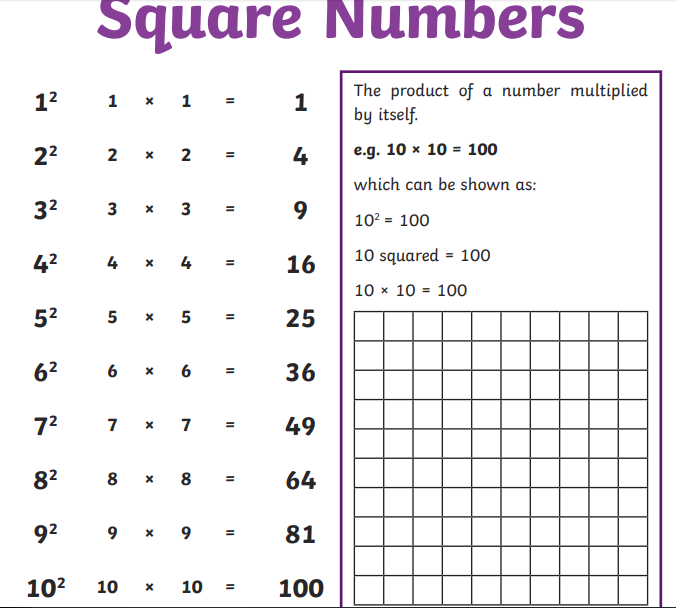 Square Numbers
1² 1 × 1 = 1
2² 2 × 2 = 4
3² 3 × 3 = 9
4² 4 × 4 = 16
5² 5 × 5 = 25
6² 6 × 6 = 36
7² 7 × 7 = 49
8² 8 × 8 = 64
9² 9 × 9 = 81
10² 10 × 10 = 100
The product of a number multiplied
by itself.
e.g. 10 × 10 = 100
which can be shown as:
10² = 100
10 squared = 100
10 × 10 = 100